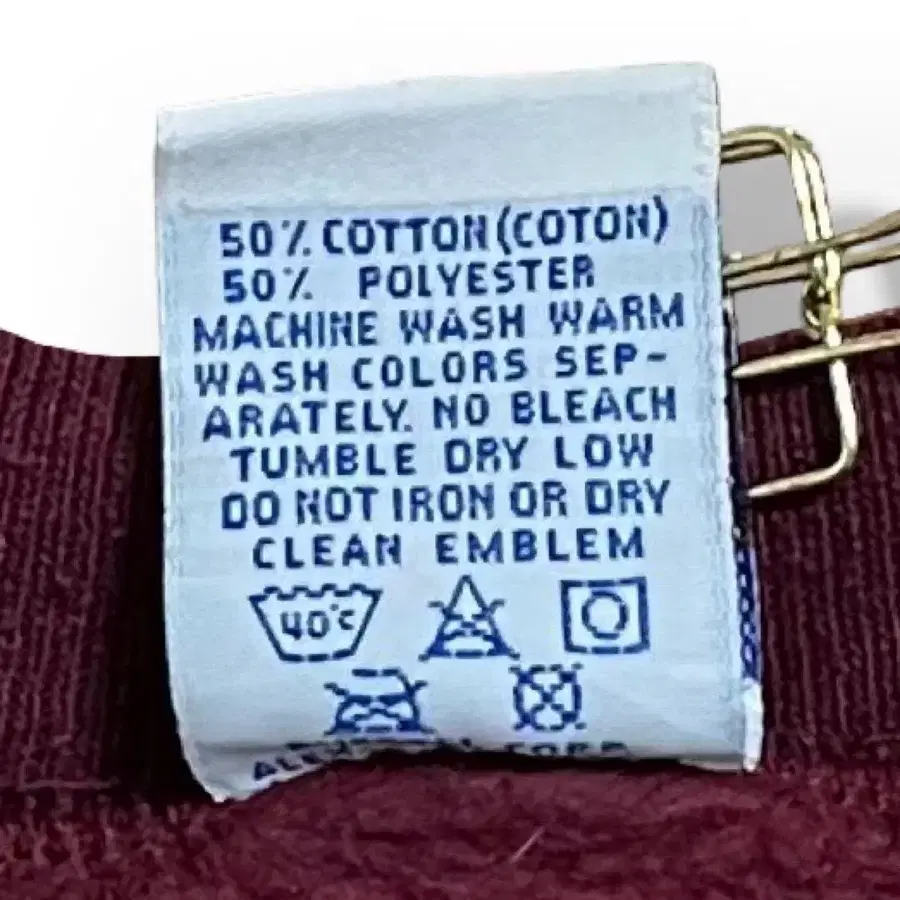 50% COTTON (COTON)
50% POLYESTER
MACHINE WASH WARM
WASH COLORS SEP-
ARATELY. NO BLEACH
TUMBLE DRY LOW
DO NOT IRON OR DRY
CLEAN EMBLEM
40°C